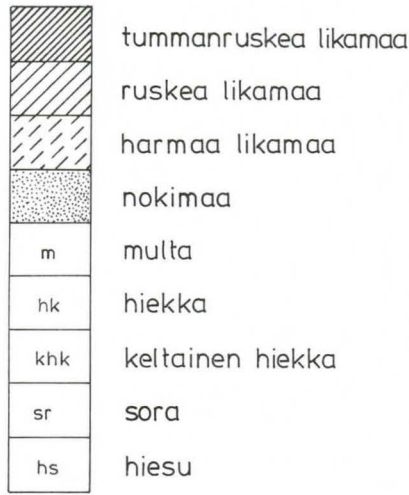 tummanruskea likamaa
ruskea likamaa
harmaa likamaa
nokimaa
m multa
hk hiekka
khk keltainen hiekka
sr sora
hs hiesu